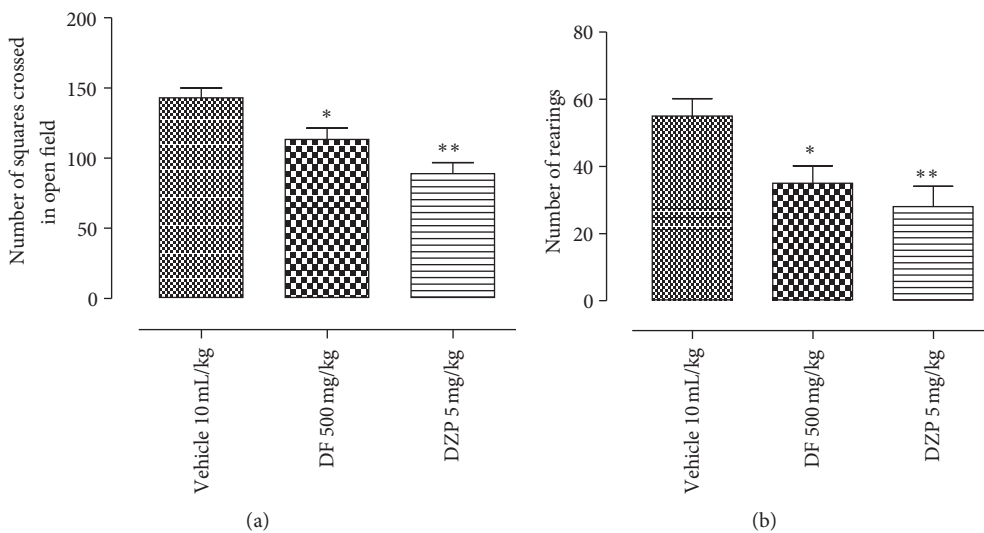 Number of squares crossed
in open field
200
150
100
50
0
*
**
Vehicle 10 mL/kg
DF 500 mg/kg
DZP 5 mg/kg
(a)
Number of rearings
80
60
40
20
0
*
**
Vehicle 10 mL/kg
DF 500 mg/kg
DZP 5 mg/kg
(b)